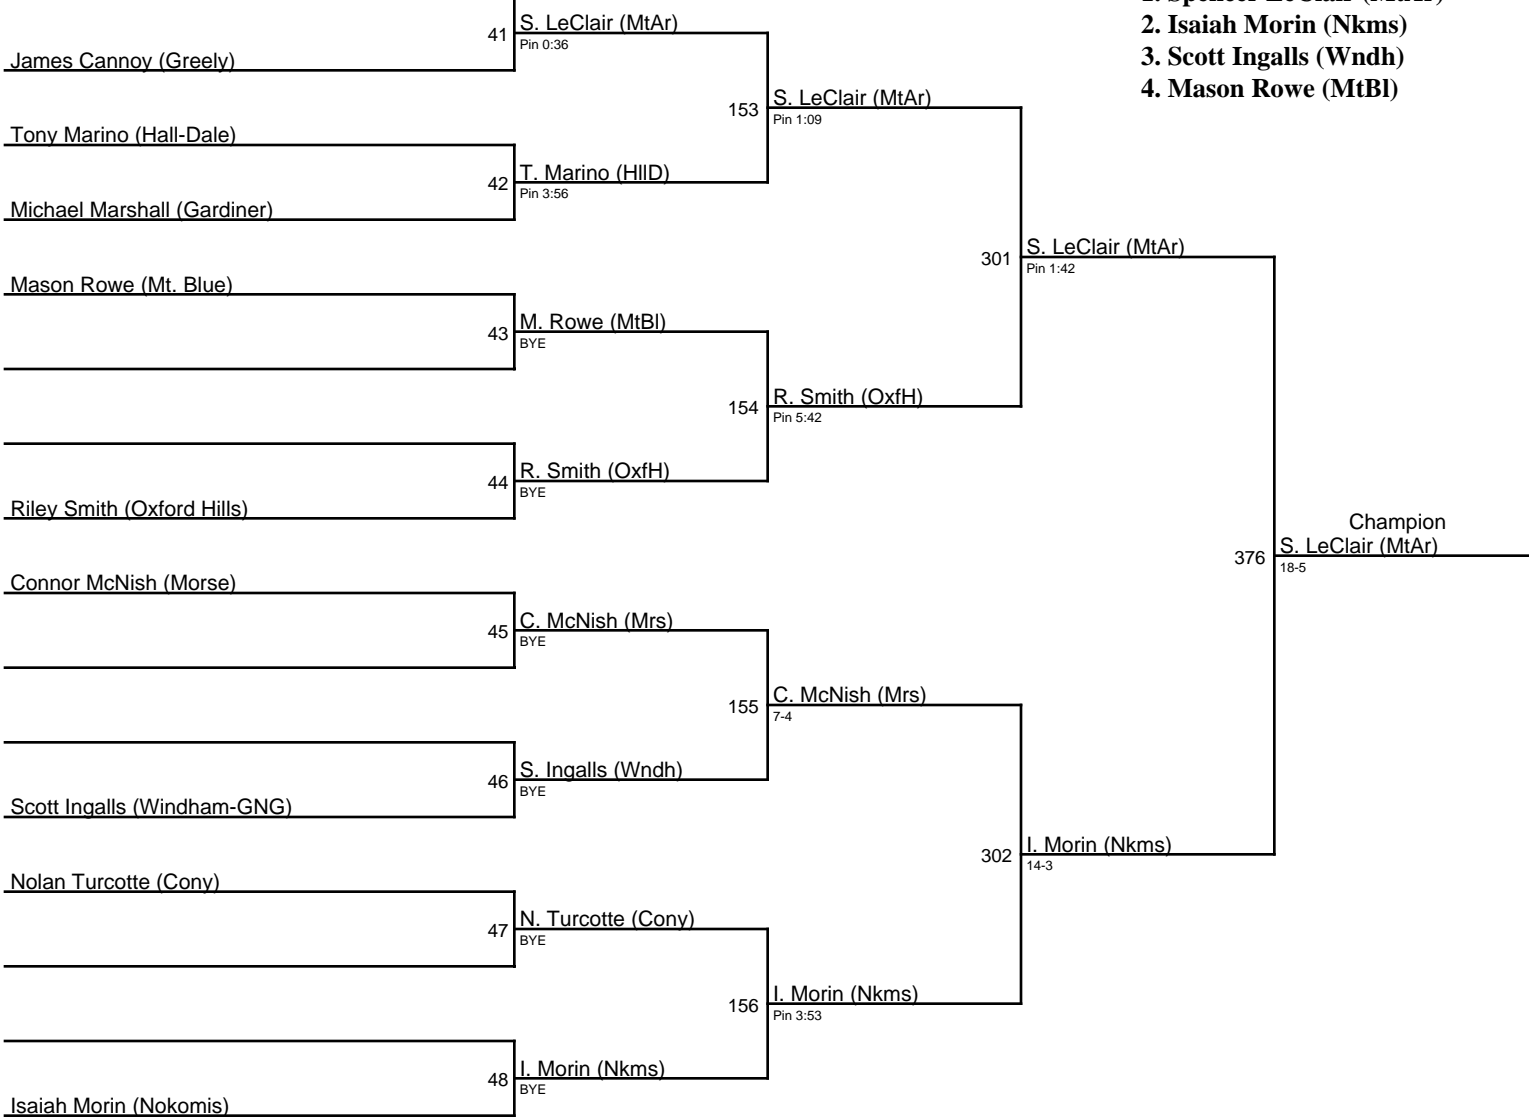 1. Spencer LeClair (MtAr)
2. Isaiah Morin (Nkms)
3. Scott Ingalls (Wndh)
4. Mason Rowe (MtBl)
41 S. LeClair (MtAr)
Pin 0:36
James Cannoy (Greely)
153 S. LeClair (MtAr)
Pin 1:09
Tony Marino (Hall-Dale)
42 T. Marino (HllD)
Pin 3:56
Michael Marshall (Gardiner)
301 S. LeClair (MtAr)
Pin 1:42
Mason Rowe (Mt. Blue)
43 M. Rowe (MtBl)
BYE
154 R. Smith (OxfH)
Pin 5:42
44 R. Smith (OxfH)
BYE
Riley Smith (Oxford Hills)
Champion
376 S. LeClair (MtAr)
18-5
Connor McNish (Morse)
45 C. McNish (Mrs)
BYE
155 C. McNish (Mrs)
7-4
46 S. Ingalls (Wndh)
BYE
Scott Ingalls (Windham-GNG)
302 I. Morin (Nkms)
14-3
Nolan Turcotte (Cony)
47 N. Turcotte (Cony)
BYE
156 I. Morin (Nkms)
Pin 3:53
48 I. Morin (Nkms)
BYE
Isaiah Morin (Nokomis)